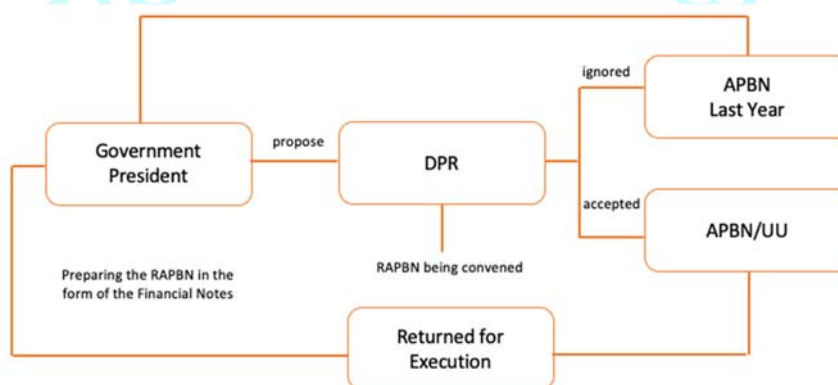 ignored
APBN
Last Year
Government
President
propose
DPR
accepted
APBN/UU
RAPBN being convened
Preparing the RAPBN in the
form of the Financial Notes
Returned for
Execution